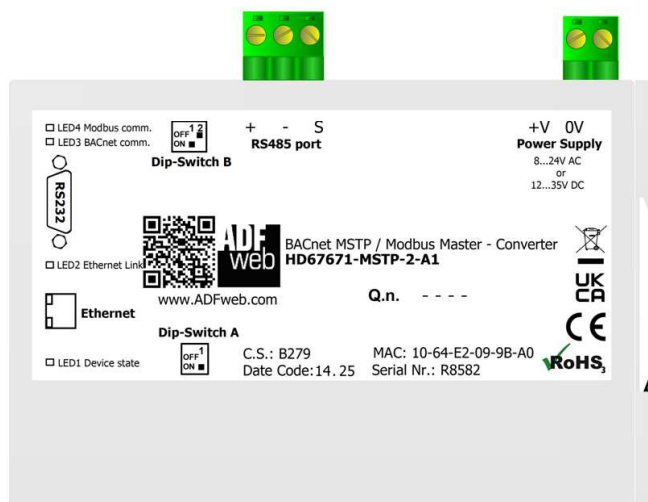 LED4 Modbus comm.
LED3 BACnet comm.
OFF 1 2
ON
Dip-Switch B
+ - S
RS485 port
+V 0V
Power Supply
8...24V AC
or
12...35V DC
RS232
ADF
web
BACnet MSTP / Modbus Master - Converter
HD67671-MSTP-2-A1
LED2 Ethernet Link
www.ADFweb.com
Q.n. - - - -
UK
CA
Ethernet
CE
Dip-Switch A
OFF 1
ON
LED1 Device state
C.S.: B279
MAC: 10-64-E2-09-9B-A0
Date Code:14.25
Serial Nr.: R8582
RoHS3